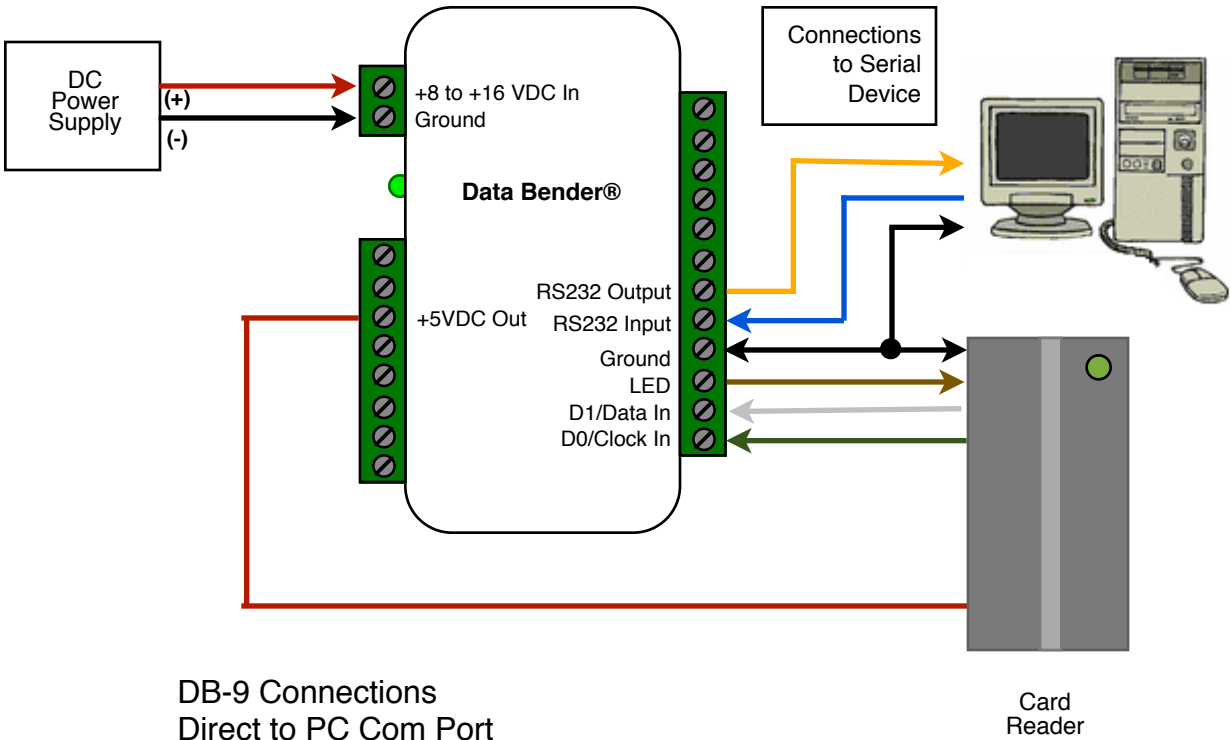 Connections
to Serial
Device
DC
Power
Supply
(+)
(-)
+8 to +16 VDC In
Ground
Data Bender®
+5VDC Out
RS232 Output
RS232 Input
Ground
LED
D1/Data In
D0/Clock In
DB-9 Connections
Direct to PC Com Port
Card
Reader